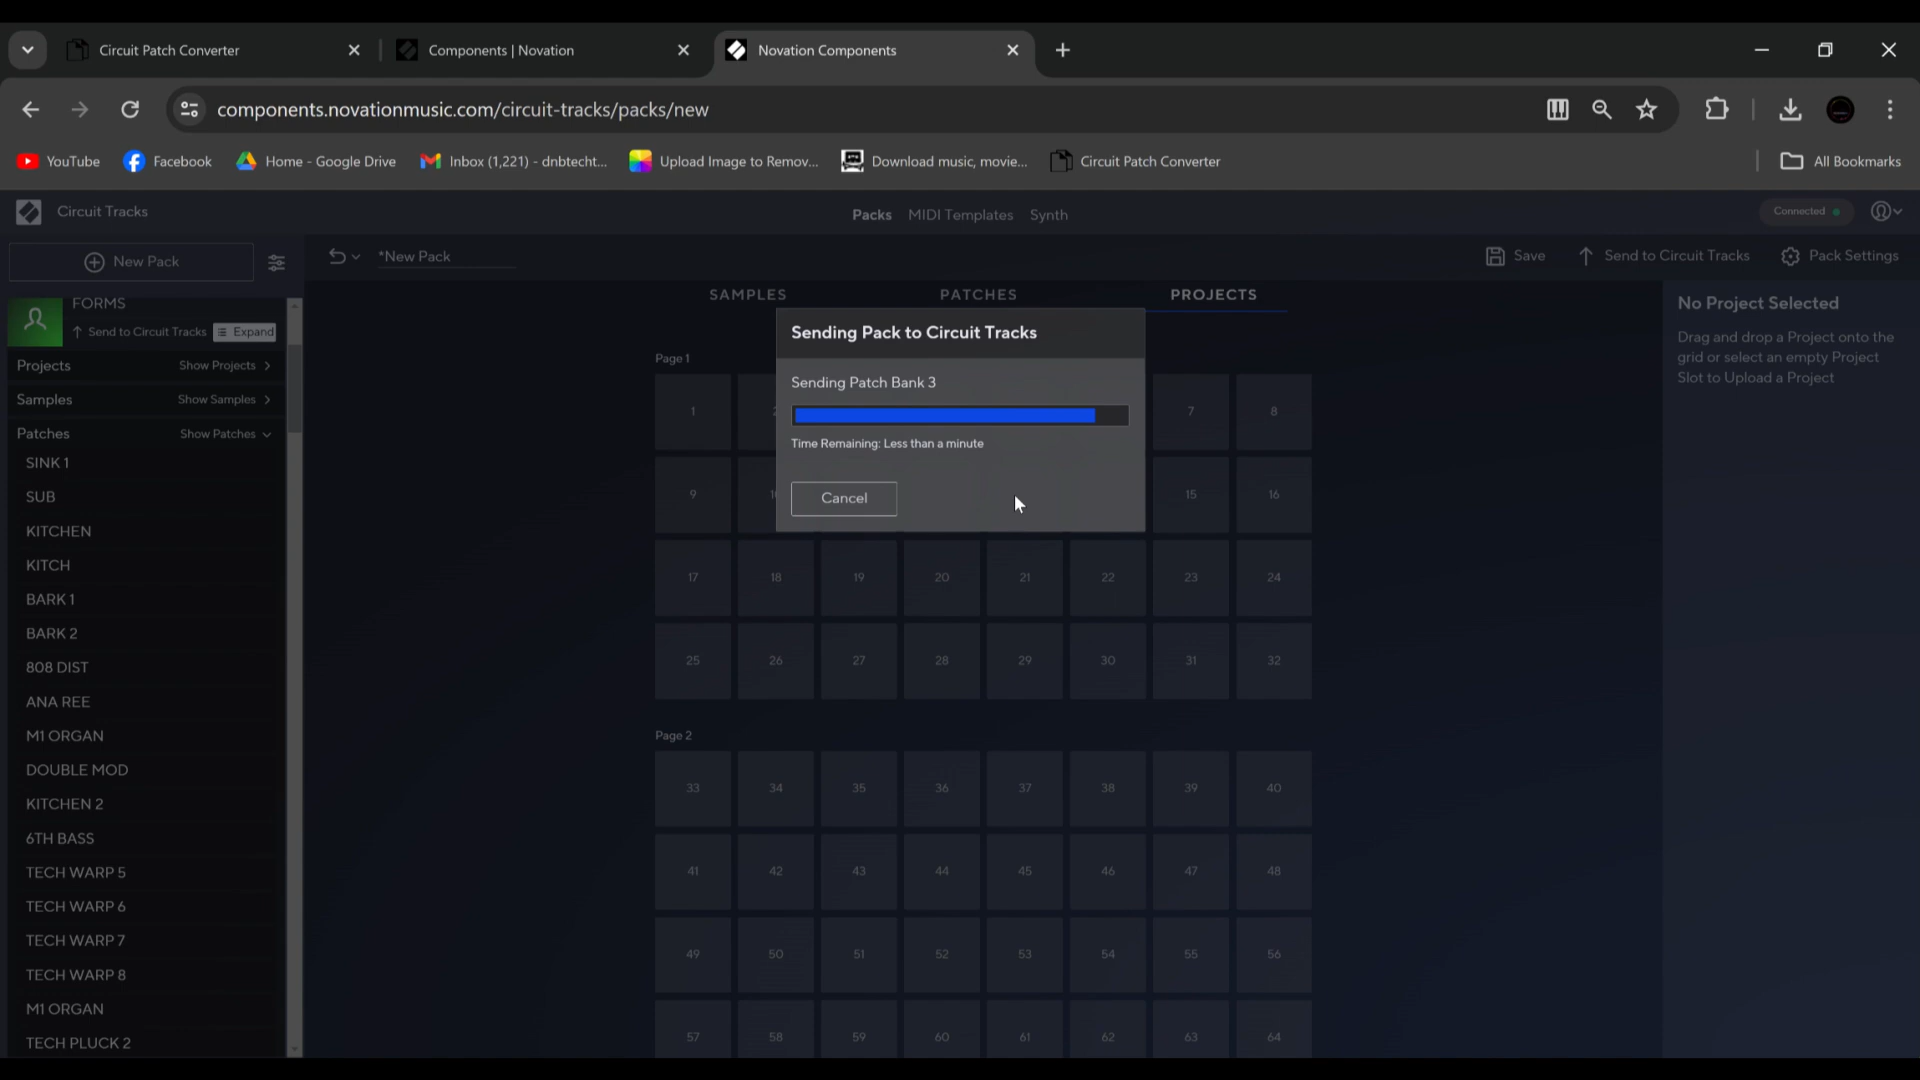 Circuit Patch Converter
Components | Novation
Novation Components
components.novationmusic.com/circuit-tracks/packs/new
YouTube
Facebook
Home - Google Drive
Inbox (1,221) - dnbtecht...
Upload Image to Remov...
Download music, movie...
Circuit Patch Converter
All Bookmarks
Circuit Tracks
Packs
MIDI Templates
Synth
Connected
New Pack
*New Pack
Save
Send to Circuit Tracks
Pack Settings
FORMS
Send to Circuit Tracks
Expand
Projects
Show Projects
Samples
Show Samples
Patches
Show Patches
SINK 1
SUB
KITCHEN
KITCH
BARK 1
BARK 2
808 DIST
ANA REE
M1 ORGAN
DOUBLE MOD
KITCHEN 2
6TH BASS
TECH WARP 5
TECH WARP 6
TECH WARP 7
TECH WARP 8
M1 ORGAN
TECH PLUCK 2
SAMPLES
PATCHES
PROJECTS
Sending Pack to Circuit Tracks
Sending Patch Bank 3
Time Remaining: Less than a minute
Cancel
Page 1
1 7 8
9 15 16
17 18 19 20 21 22 23 24
25 26 27 28 29 30 31 32
Page 2
33 34 35 36 37 38 39 40
41 42 43 44 45 46 47 48
49 50 51 52 53 54 55 56
57 58 59 60 61 62 63 64
No Project Selected
Drag and drop a Project onto the
grid or select an empty Project
Slot to Upload a Project